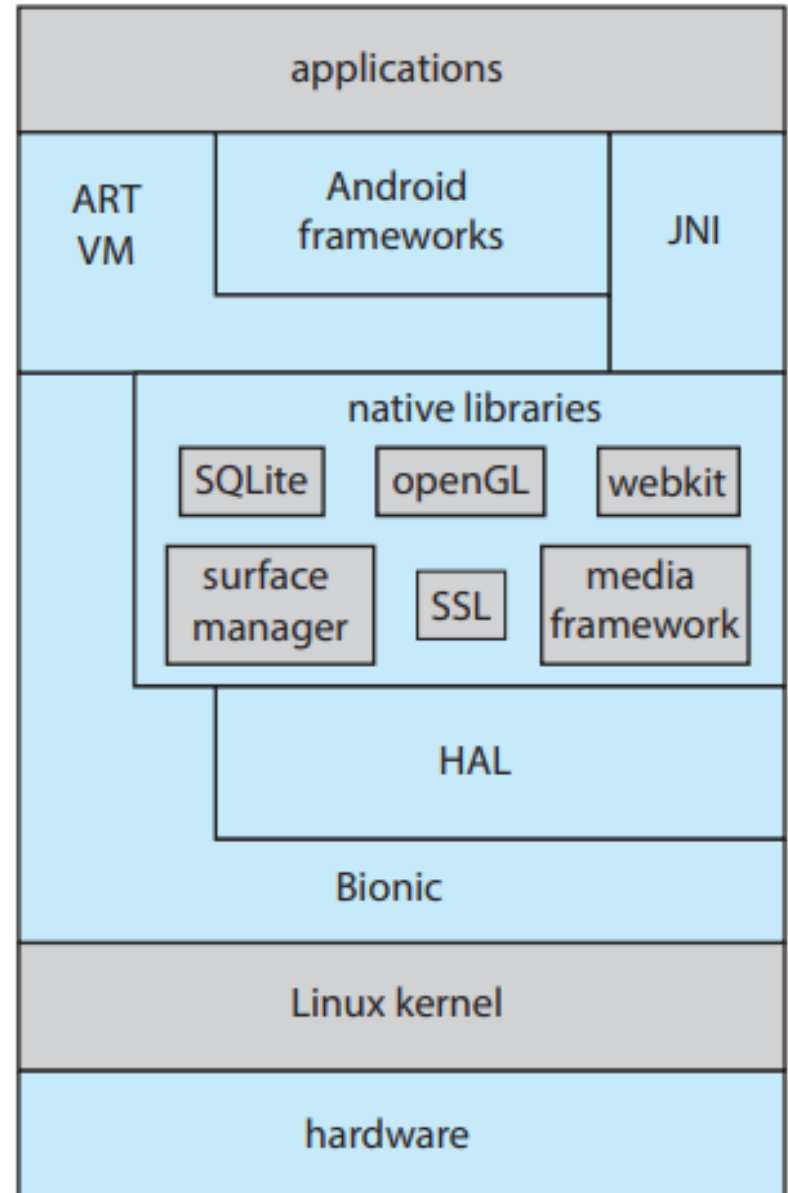 applications
ART
VM
Android
frameworks
JNI
native libraries
SQLite
openGL
webkit
surface
manager
SSL
media
framework
HAL
Bionic
Linux kernel
hardware